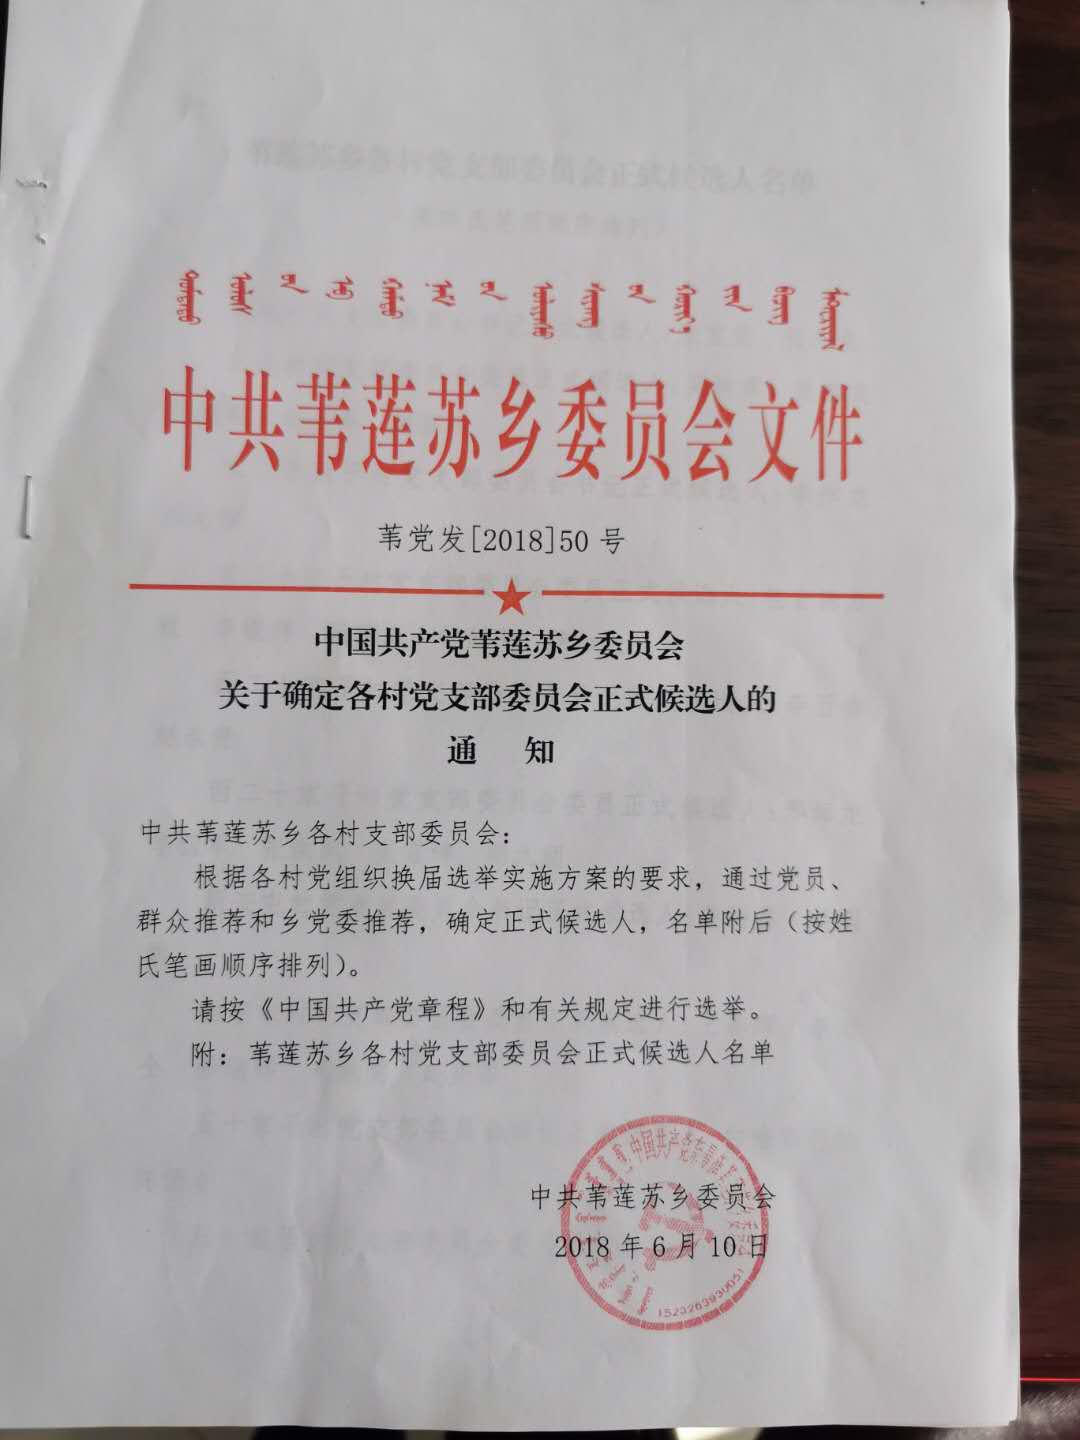 中共苇莲苏乡委员会文件
苇党发[2018]50 号
中国共产党苇莲苏乡委员会
关于确定各村党支部委员会正式候选人的
通 知
中共苇莲苏乡各村支部委员会：
根据各村党组织换届选举实施方案的要求，通过党员、
群众推荐和乡党委推荐，确定正式候选人，名单附后（按姓
氏笔画顺序排列）。
请按《中国共产党章程》和有关规定进行选举。
附：苇莲苏乡各村党支部委员会正式候选人名单
中共苇莲苏乡委员会
2018 年 6 月 10 日
中国共产党